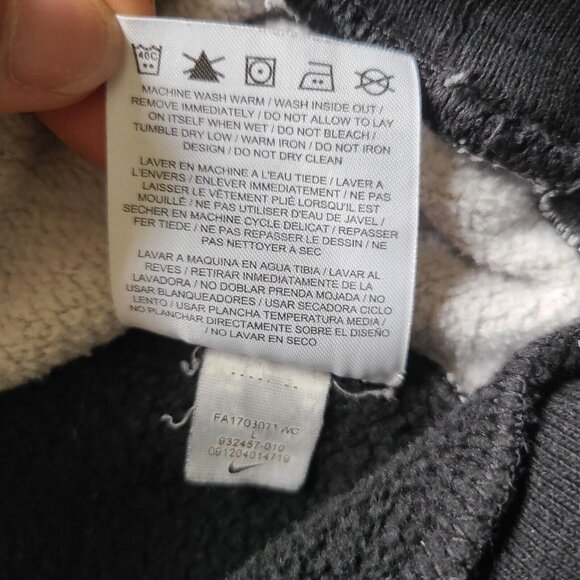 40C
MACHINE WASH WARM / WASH INSIDE OUT /
REMOVE IMMEDIATELY / DO NOT ALLOW TO LAY
ON ITSELF WHEN WET / DO NOT BLEACH /
TUMBLE DRY LOW / WARM IRON / DO NOT IRON
DESIGN / DO NOT DRY CLEAN
LAVER EN MACHINE A L'EAU TIEDE / LAVER A
L'ENVERS / ENLEVER IMMEDIATEMENT / NE PAS
LAISSER LE VÊTEMENT PLIÉ LORSQU'IL EST
MOUILLÉ / NE PAS UTILISER D'EAU DE JAVEL /
SECHER EN MACHINE CYCLE DELICAT / REPASSER
FER TIEDE / NE PAS REPASSER LE DESSIN / NE
PAS NETTOYER A SEC
LAVAR A MAQUINA EN AGUA TIBIA / LAVAR AL
REVES / RETIRAR INMEDIATAMENTE DE LA
LAVADORA / NO DOBLAR PRENDA MOJADA / NO
USAR BLANQUEADORES / USAR SECADORA CICLO
LENTO / USAR PLANCHA TEMPERATURA MEDIA /
NO PLANCHAR DIRECTAMENTE SOBRE EL DISEÑO
/ NO LAVAR EN SECO
FA1703071 VC
L
932457-010
091204014719